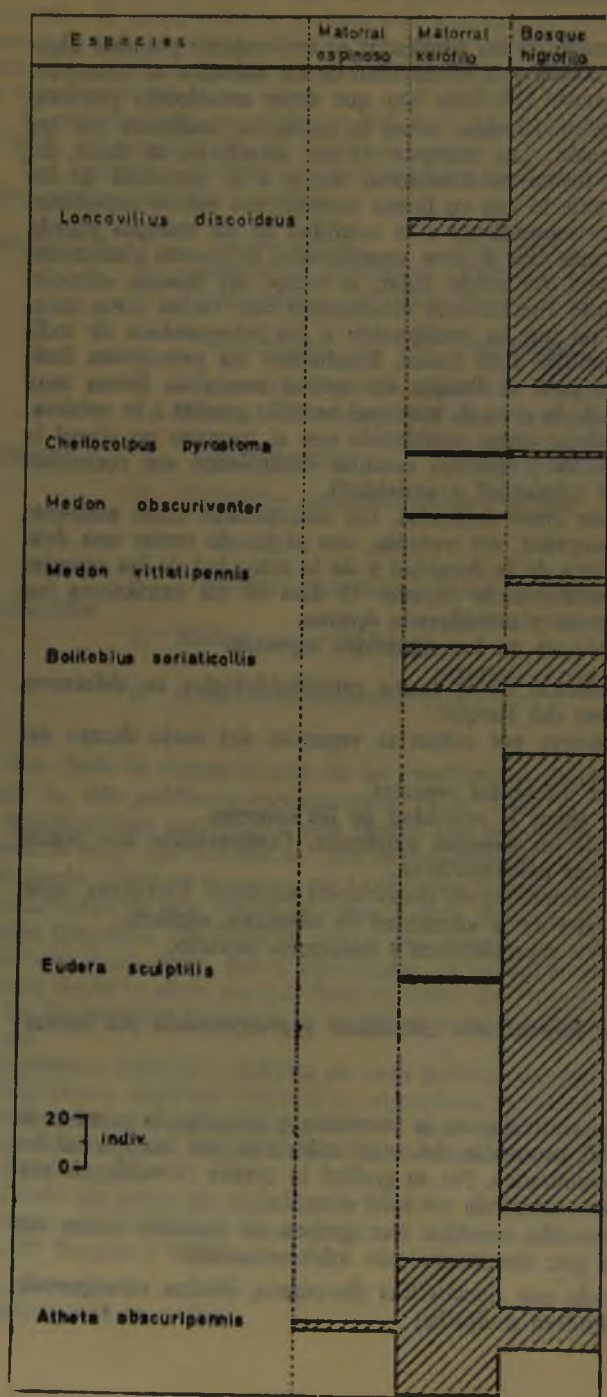 Especies
Matorral espinoso
Matorral xerófilo
Bosque higrófilo
Loncovilius discoideus
Cheilocolpus pyrostoma
Medon obscuriventer
Medon vittatipennis
Bolitobius seriaticollis
Eudera sculptilis
20
indiv.
0
Atheta obscuripennis